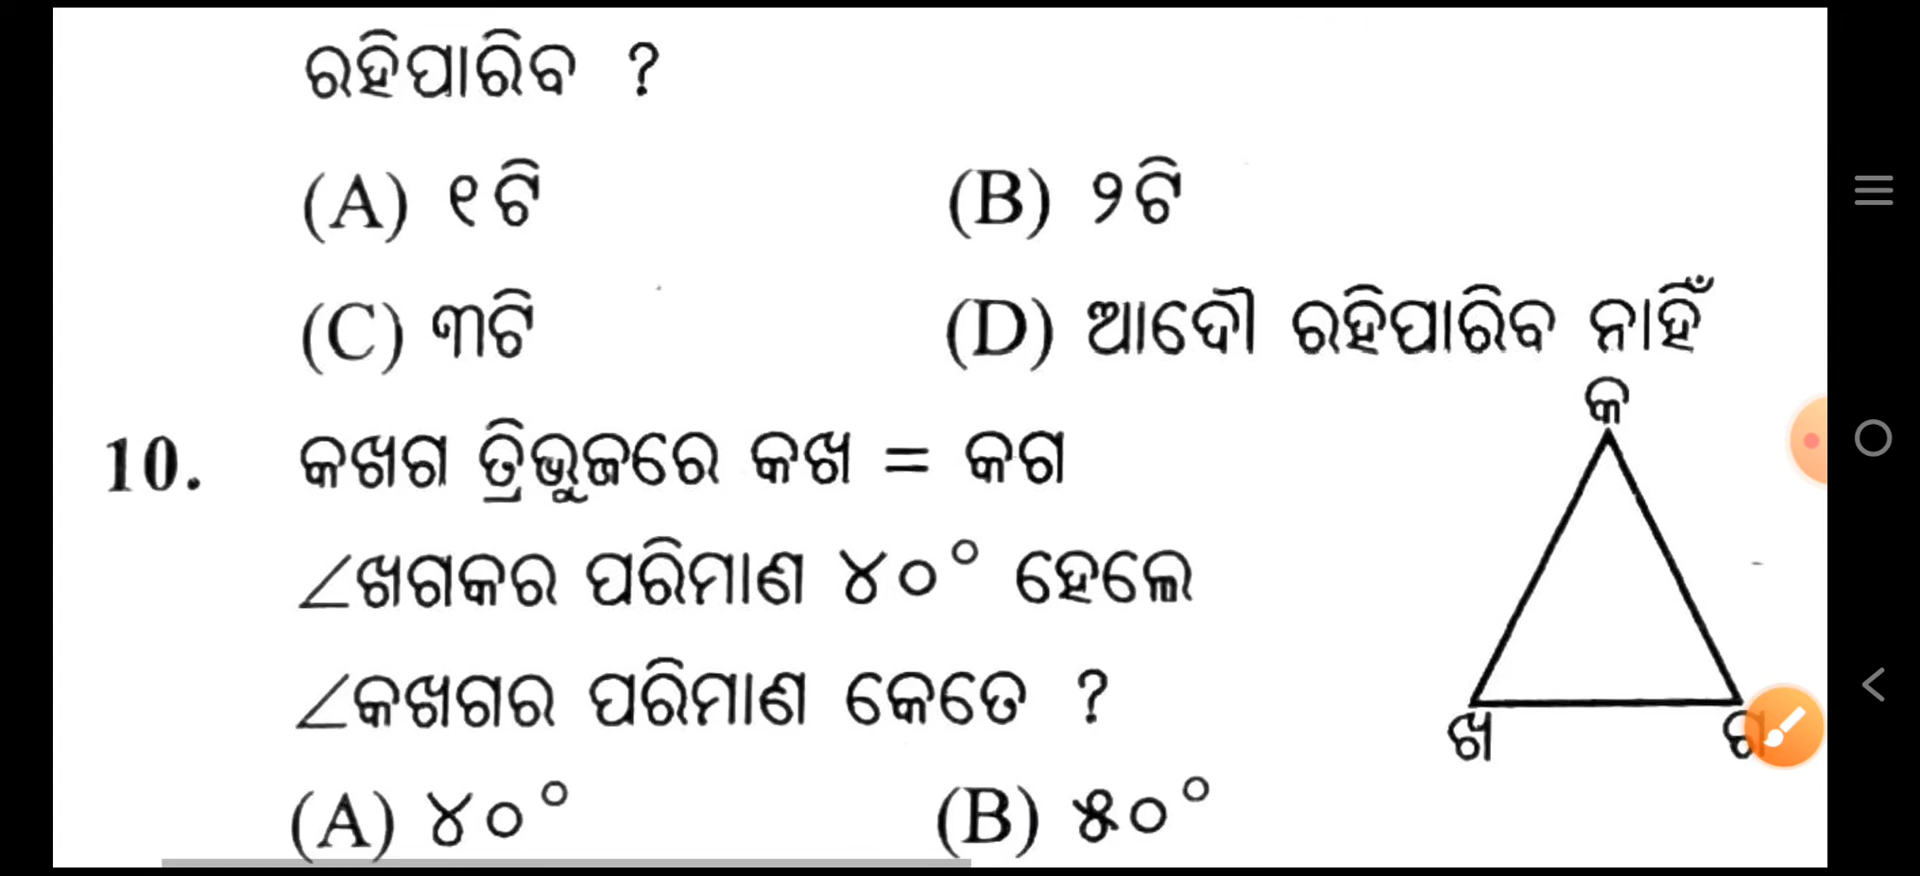 ରହିପାରିବ ?
(A) ୧ଟି (B) ୨ଟି
(C) ୩ଟି (D) ଆଦୌ ରହିପାରିବ ନାହିଁ
କ
10. କଖଗ ତ୍ରିଭୁଜରେ କଖ = କଗ
∠ଖଗକର ପରିମାଣ ୪୦° ହେଲେ
∠କଖଗର ପରିମାଣ କେତେ ?
ଖ ଗ
(A) ୪୦° (B) ୫୦°